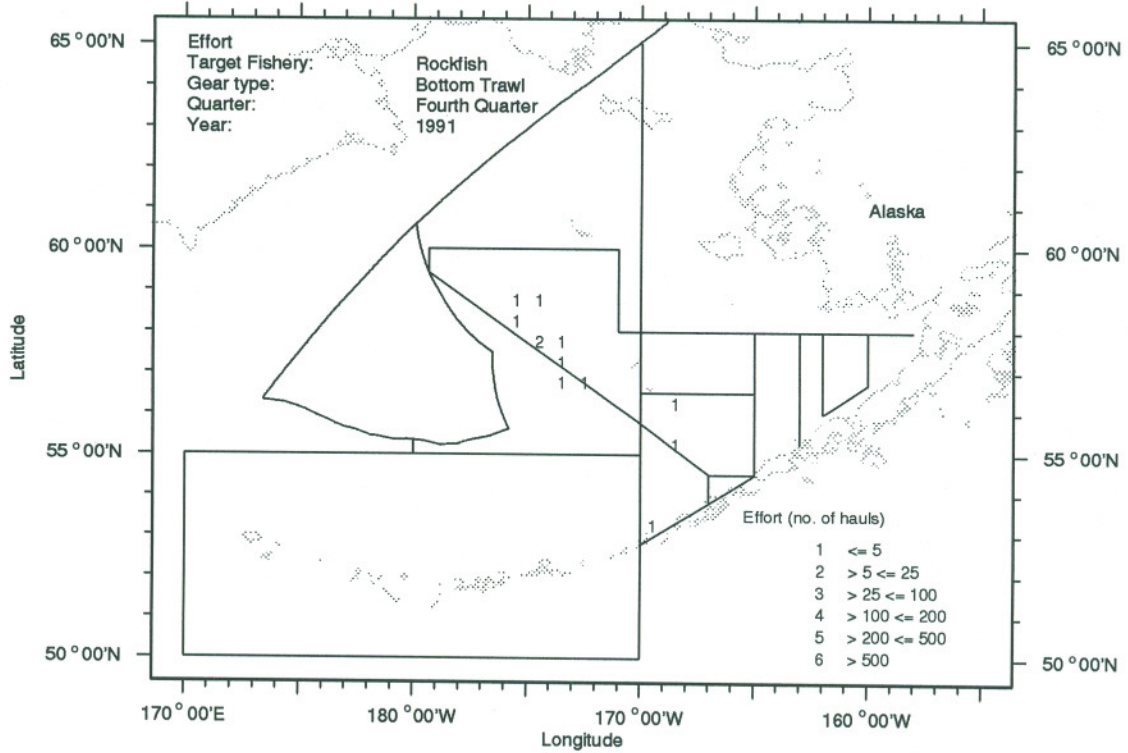 65 °00'N
65 °00'N
Effort
Target Fishery: Rockfish
Gear type: Bottom Trawl
Quarter: Fourth Quarter
Year: 1991
Alaska
60 °00'N
60 °00'N
1 1
1
2 1
1
1 1
1
1
1
55 °00'N
55 °00'N
Effort (no. of hauls)
1 <= 5
2 > 5 <= 25
3 > 25 <= 100
4 > 100 <= 200
5 > 200 <= 500
6 > 500
50 °00'N
50 °00'N
170 °00'E
180 °00'W
170 °00'W
160 °00'W
Latitude
Longitude